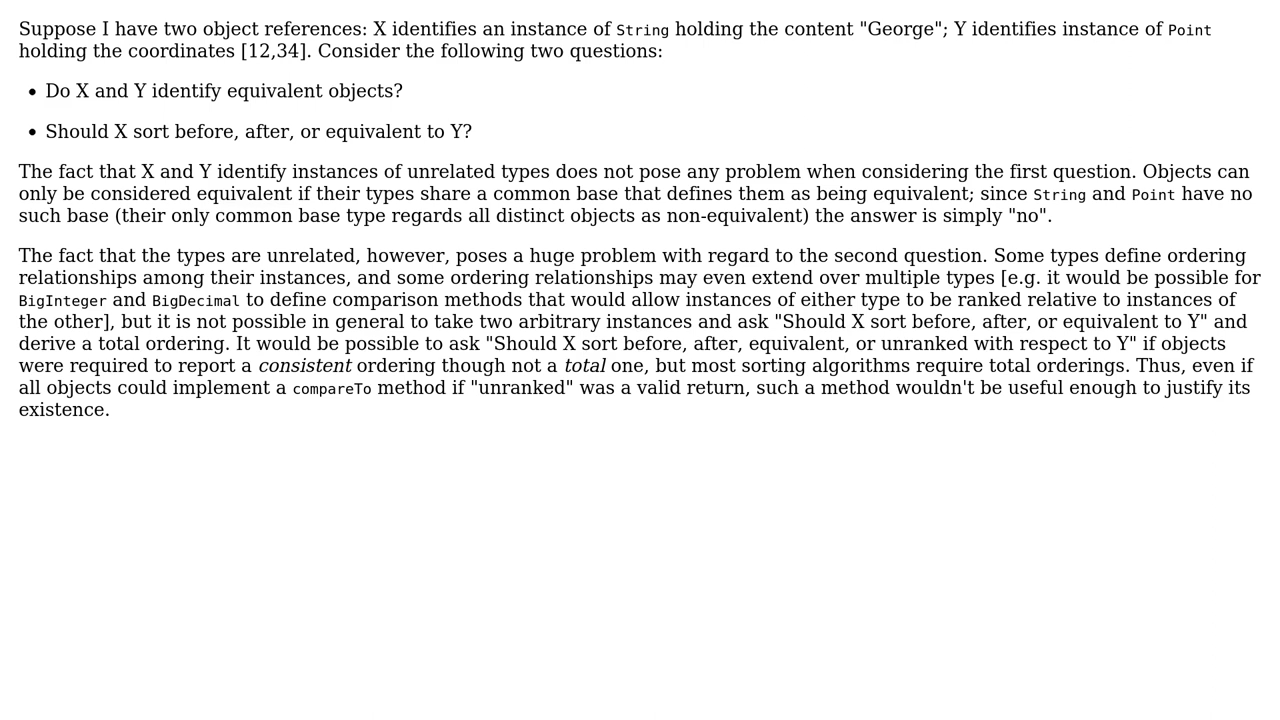 Suppose I have two object references: X identifies an instance of String holding the content "George"; Y identifies instance of Point
holding the coordinates [12,34]. Consider the following two questions:
• Do X and Y identify equivalent objects?
• Should X sort before, after, or equivalent to Y?
The fact that X and Y identify instances of unrelated types does not pose any problem when considering the first question. Objects can
only be considered equivalent if their types share a common base that defines them as being equivalent; since String and Point have no
such base (their only common base type regards all distinct objects as non-equivalent) the answer is simply "no".
The fact that the types are unrelated, however, poses a huge problem with regard to the second question. Some types define ordering
relationships among their instances, and some ordering relationships may even extend over multiple types [e.g. it would be possible for
BigInteger and BigDecimal to define comparison methods that would allow instances of either type to be ranked relative to instances of
the other], but it is not possible in general to take two arbitrary instances and ask "Should X sort before, after, or equivalent to Y" and
derive a total ordering. It would be possible to ask "Should X sort before, after, equivalent, or unranked with respect to Y" if objects
were required to report a consistent ordering though not a total one, but most sorting algorithms require total orderings. Thus, even if
all objects could implement a compareTo method if "unranked" was a valid return, such a method wouldn't be useful enough to justify its
existence.